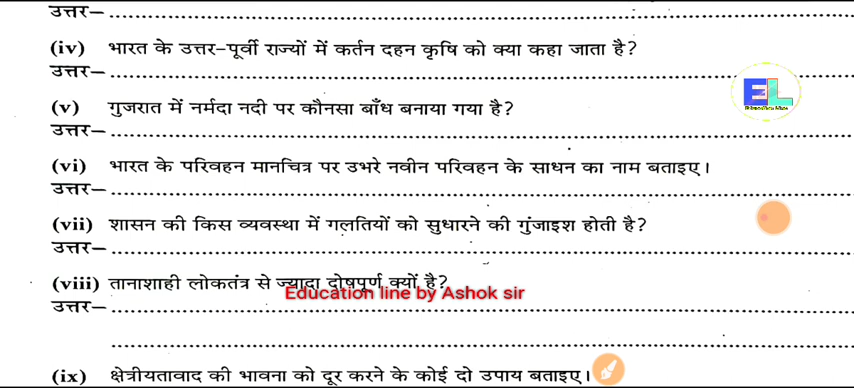 उत्तर– ........................................
(iv) भारत के उत्तर-पूर्वी राज्यों में कर्तन दहन कृषि को क्या कहा जाता है?
उत्तर– ........................................
EL
(v) गुजरात में नर्मदा नदी पर कौनसा बाँध बनाया गया है?
उत्तर– ........................................
(vi) भारत के परिवहन मानचित्र पर उभरे नवीन परिवहन के साधन का नाम बताइए।
उत्तर– ........................................
(vii) शासन की किस व्यवस्था में गलतियों को सुधारने की गुंजाइश होती है?
उत्तर– ........................................
(viii) तानाशाही लोकतंत्र से ज्यादा दोषपूर्ण क्यों है?
Education line by Ashok sir
उत्तर– ........................................
........................................
(ix) क्षेत्रीयतावाद की भावना को दूर करने के कोई दो उपाय बताइए।